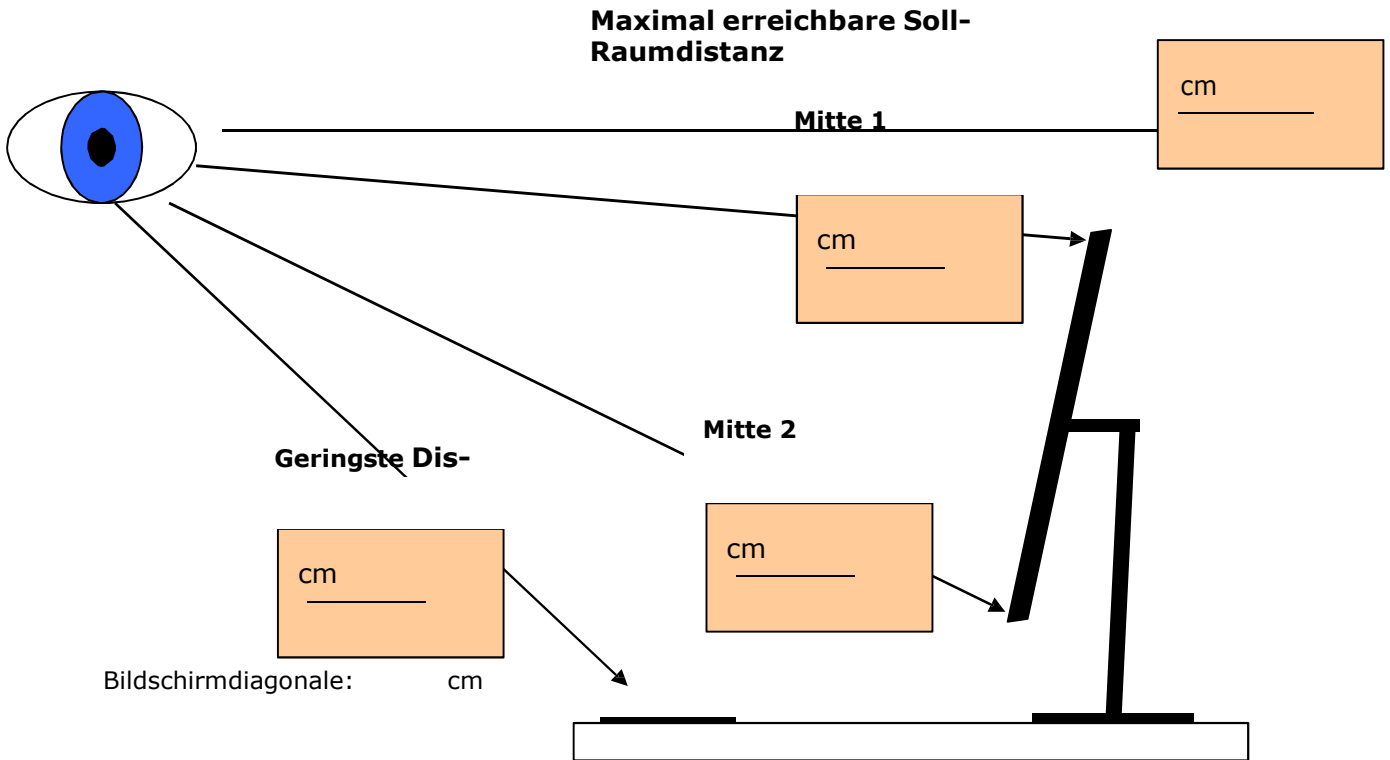 Maximal erreichbare Soll-
Raumdistanz
cm
Mitte 1
cm
Mitte 2
Geringste Dis-
cm
cm
Bildschirmdiagonale: cm